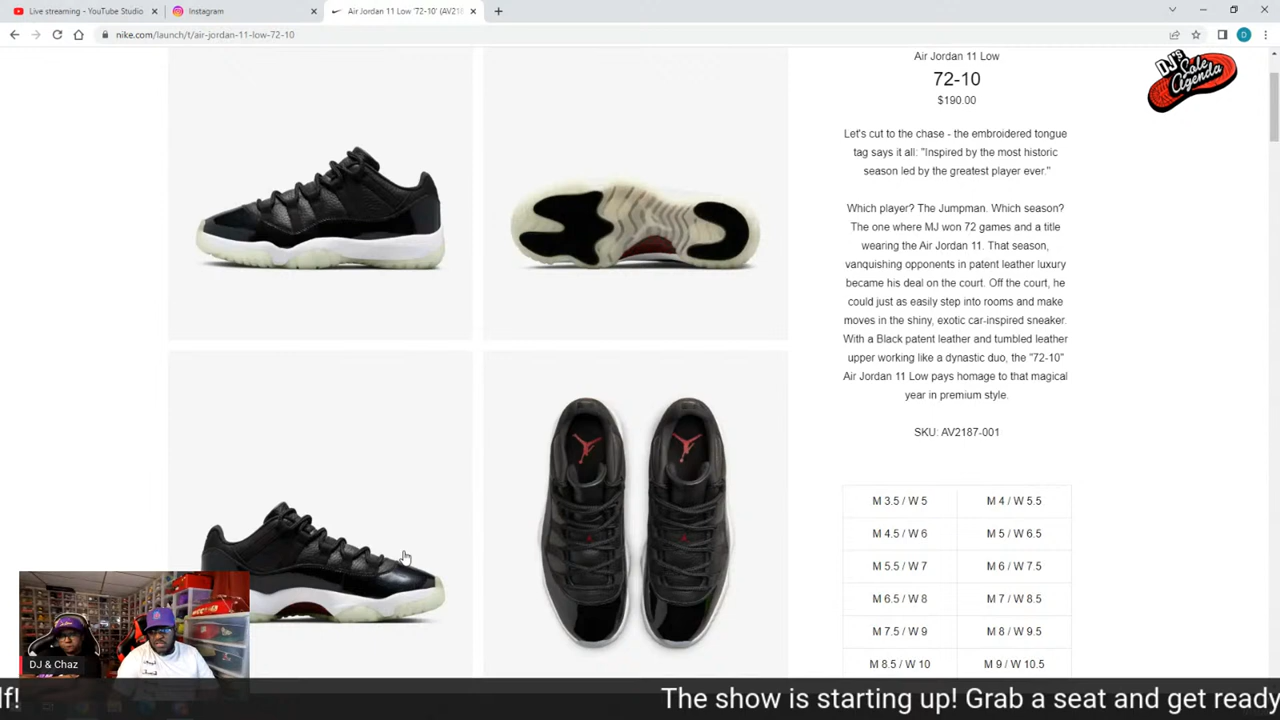 Live streaming - YouTube Studio
Instagram
Air Jordan 11 Low '72-10' (AV218
nike.com/launch/t/air-jordan-11-low-72-10
D
DJ's
Sole
Agenda
Air Jordan 11 Low
72-10
$190.00
Let's cut to the chase - the embroidered tongue
tag says it all: "Inspired by the most historic
season led by the greatest player ever."
Which player? The Jumpman. Which season?
The one where MJ won 72 games and a title
wearing the Air Jordan 11. That season,
vanquishing opponents in patent leather luxury
became his deal on the court. Off the court, he
could just as easily step into rooms and make
moves in the shiny, exotic car-inspired sneaker.
With a Black patent leather and tumbled leather
upper working like a dynastic duo, the "72-10"
Air Jordan 11 Low pays homage to that magical
year in premium style.
SKU: AV2187-001
M 3.5 / W 5
M 4 / W 5.5
M 4.5 / W 6
M 5 / W 6.5
M 5.5 / W 7
M 6 / W 7.5
M 6.5 / W 8
M 7 / W 8.5
M 7.5 / W 9
M 8 / W 9.5
M 8.5 / W 10
M 9 / W 10.5
DJ & Chaz
lf!
The show is starting up! Grab a seat and get ready